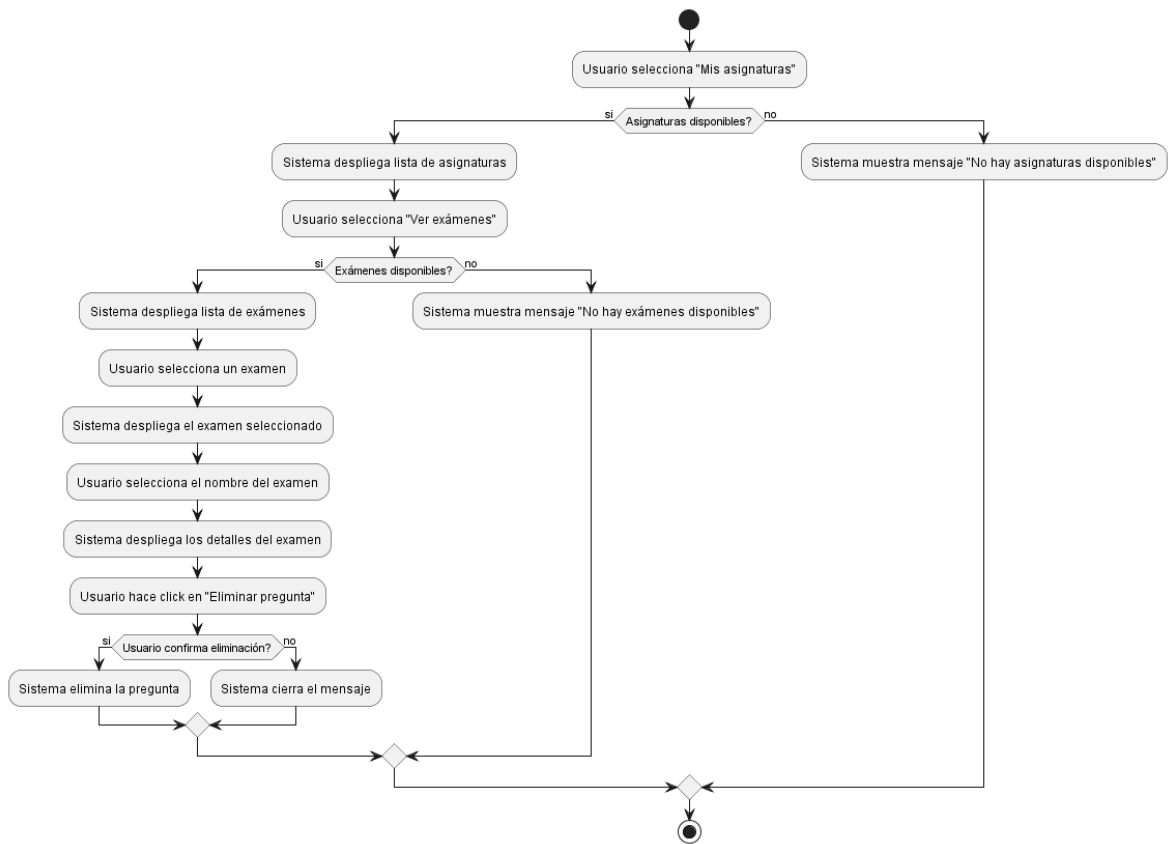 Usuario selecciona "Mis asignaturas"
si
Asignaturas disponibles?
no
Sistema despliega lista de asignaturas
Sistema muestra mensaje "No hay asignaturas disponibles"
Usuario selecciona "Ver exámenes"
si
Exámenes disponibles?
no
Sistema despliega lista de exámenes
Sistema muestra mensaje "No hay exámenes disponibles"
Usuario selecciona un examen
Sistema despliega el examen seleccionado
Usuario selecciona el nombre del examen
Sistema despliega los detalles del examen
Usuario hace click en "Eliminar pregunta"
si
Usuario confirma eliminación?
no
Sistema elimina la pregunta
Sistema cierra el mensaje